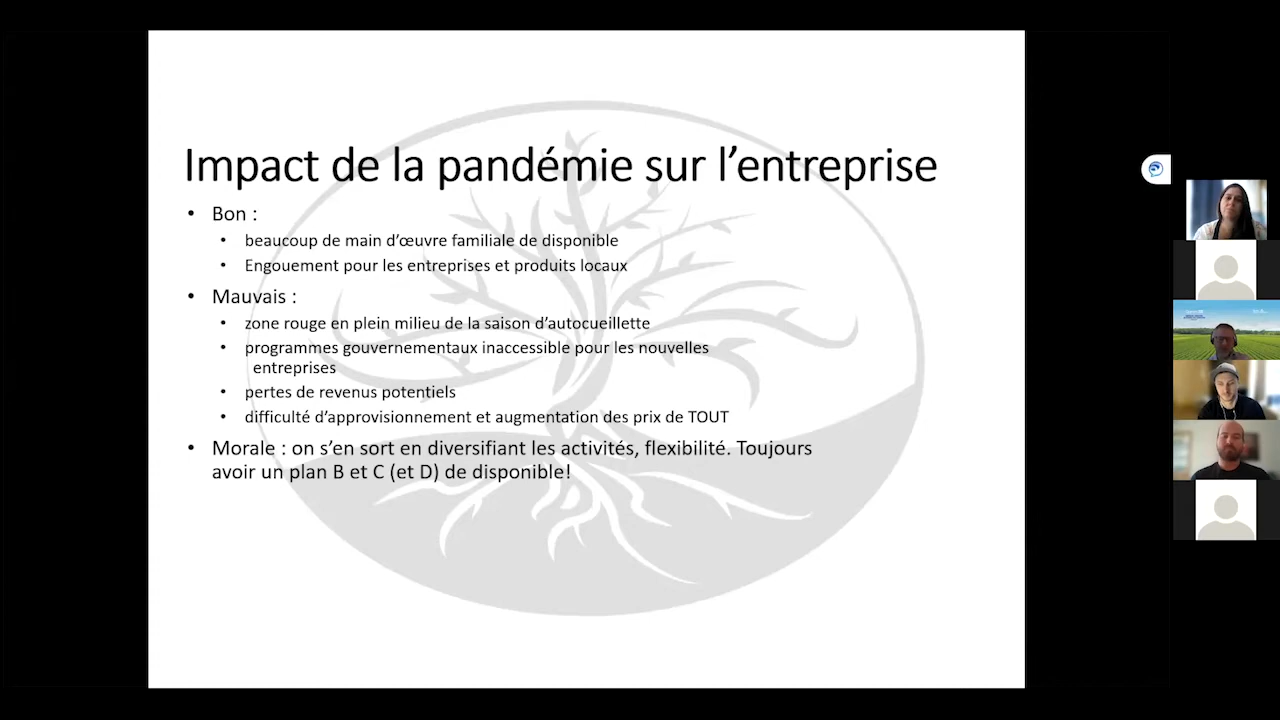 Impact de la pandémie sur l’entreprise
• Bon :
• beaucoup de main d’œuvre familiale de disponible
• Engouement pour les entreprises et produits locaux
• Mauvais :
• zone rouge en plein milieu de la saison d’autocueillette
• programmes gouvernementaux inaccessible pour les nouvelles
entreprises
• pertes de revenus potentiels
• difficulté d’approvisionnement et augmentation des prix de TOUT
• Morale : on s’en sort en diversifiant les activités, flexibilité. Toujours
avoir un plan B et C (et D) de disponible!